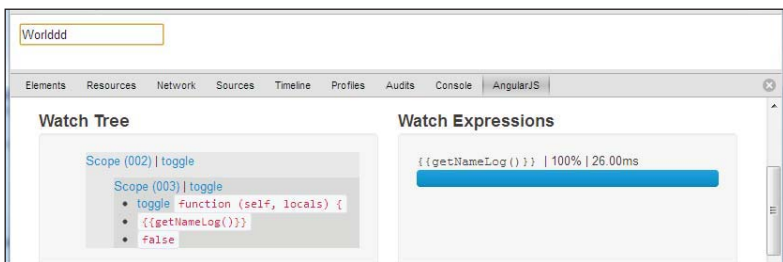 Worlddd
Elements Resources Network Sources Timeline Profiles Audits Console AngularJS
Watch Tree
Scope (002) | toggle
Scope (003) | toggle
toggle function (self, locals) {
{{getNameLog()}}
false
Watch Expressions
{{getNameLog()}} | 100% | 26.00ms